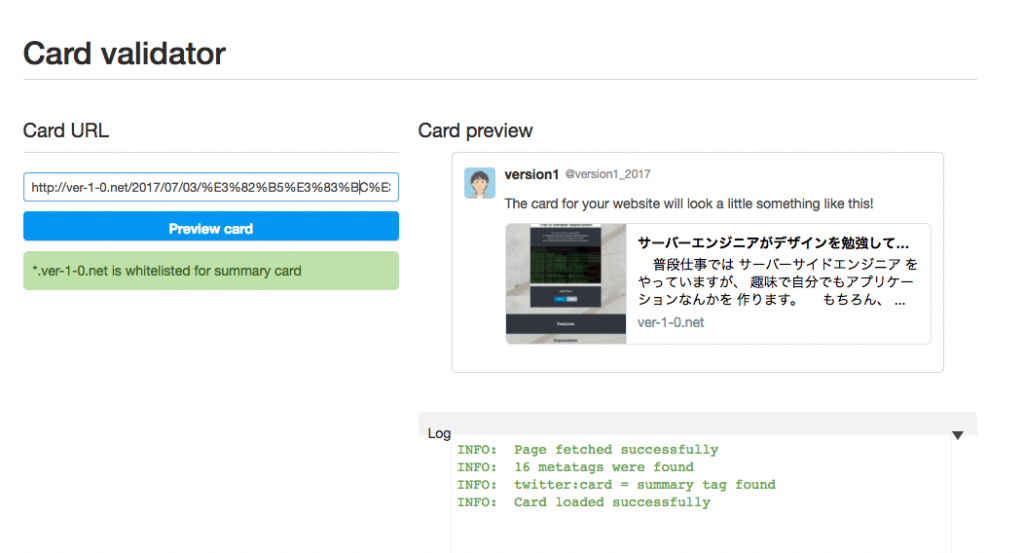 Card validator
Card URL
http://ver-1-0.net/2017/07/03/%E3%82%B5%E3%83%BC%E3
Preview card
*.ver-1-0.net is whitelisted for summary card
Card preview
version1 @version1_2017
The card for your website will look a little something like this!
サーバーエンジニアがデザインを勉強して...
普段仕事では サーバーサイドエンジニア を
やっていますが、 趣味で自分でもアプリケー
ションなんかを 作ります。 もちろん、 ...
ver-1-0.net
Features
Explanation
Log
INFO: Page fetched successfully
INFO: 16 metatags were found
INFO: twitter:card = summary tag found
INFO: Card loaded successfully